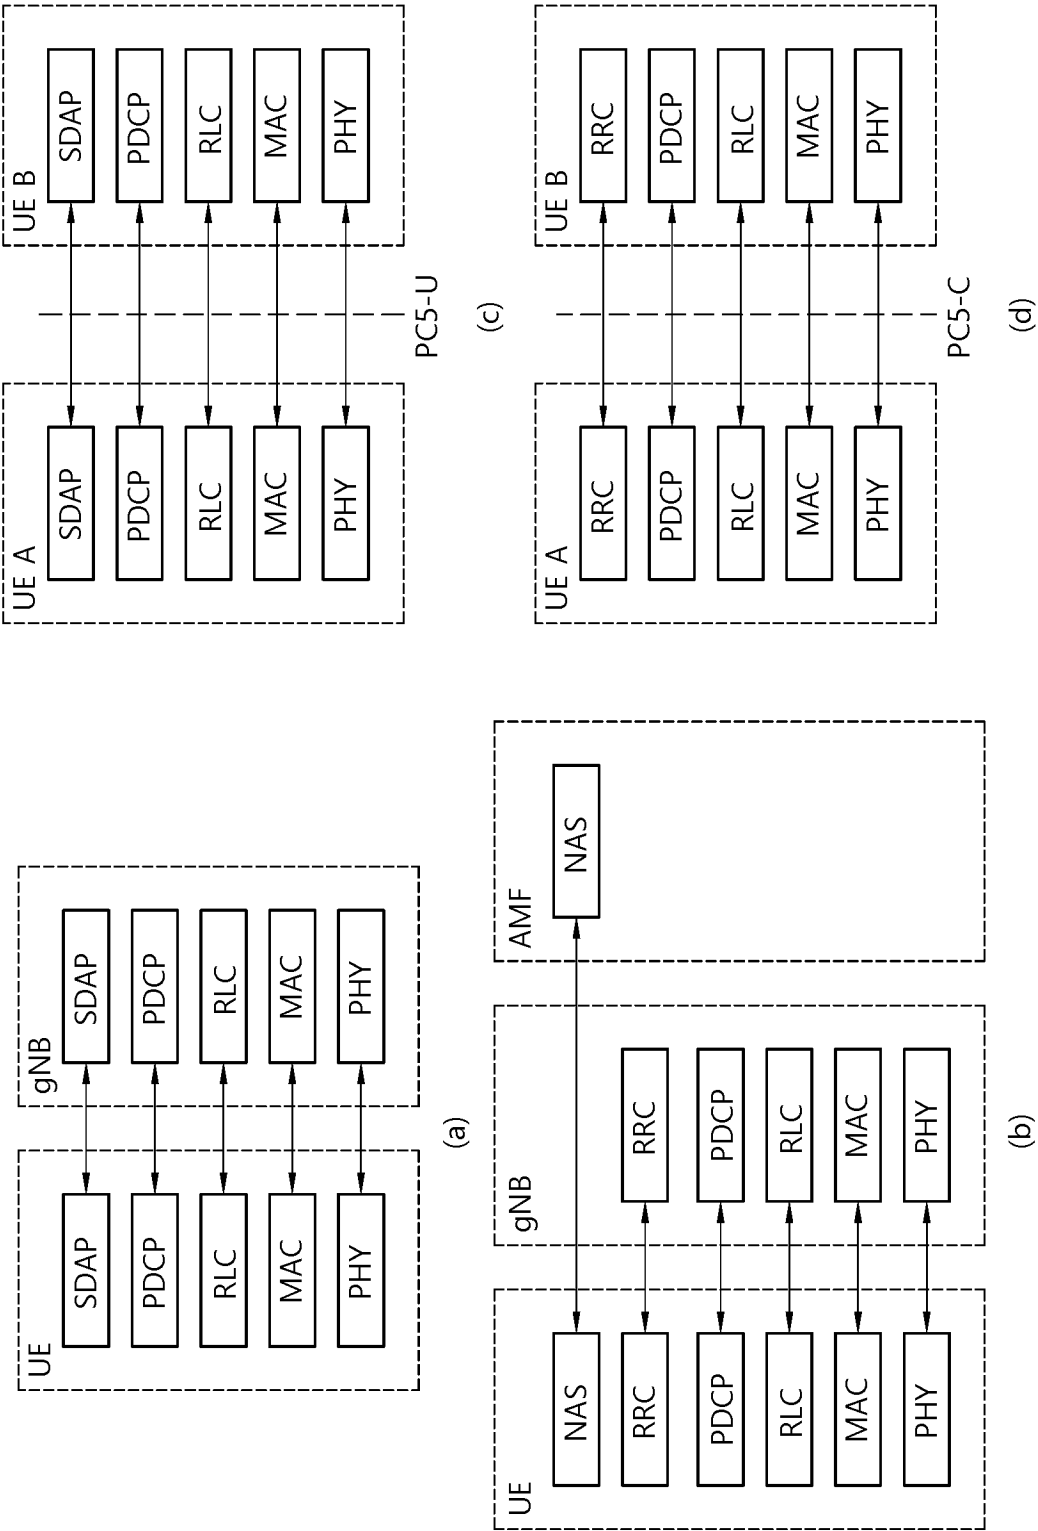 UE
gNB
SDAP
SDAP
PDCP
PDCP
RLC
RLC
MAC
MAC
PHY
PHY
(a)
UE
gNB
AMF
NAS
NAS
RRC
RRC
PDCP
PDCP
RLC
RLC
MAC
MAC
PHY
PHY
(b)
UE A
UE B
SDAP
SDAP
PDCP
PDCP
RLC
RLC
MAC
MAC
PHY
PHY
PC5-U
(c)
UE A
UE B
RRC
RRC
PDCP
PDCP
RLC
RLC
MAC
MAC
PHY
PHY
PC5-C
(d)